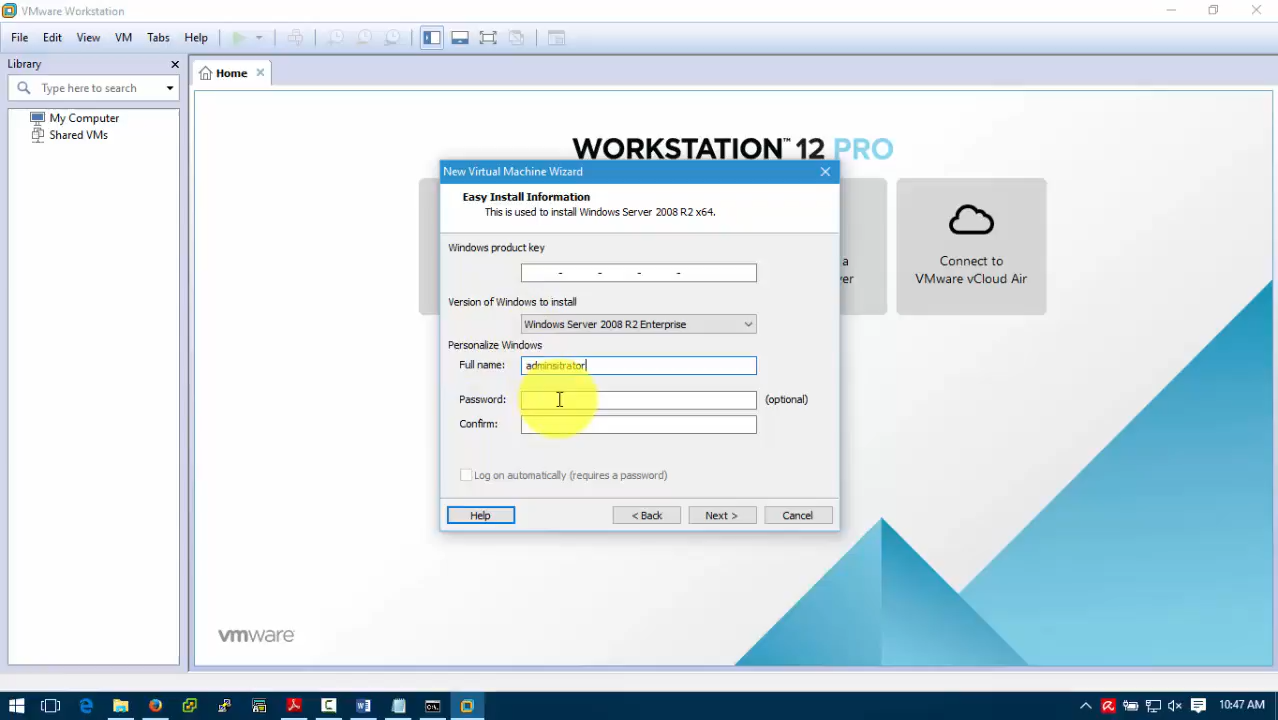 VMware Workstation
File Edit View VM Tabs Help
Library
Type here to search
My Computer
Shared VMs
Home
WORKSTATION™ 12 PRO
a
ver
Connect to
VMware vCloud Air
New Virtual Machine Wizard
Easy Install Information
This is used to install Windows Server 2008 R2 x64.
Windows product key
- - - -
Version of Windows to install
Windows Server 2008 R2 Enterprise
Personalize Windows
Full name: adminsitrator
Password: (optional)
Confirm:
Log on automatically (requires a password)
Help < Back Next > Cancel
vmware
10:47 AM